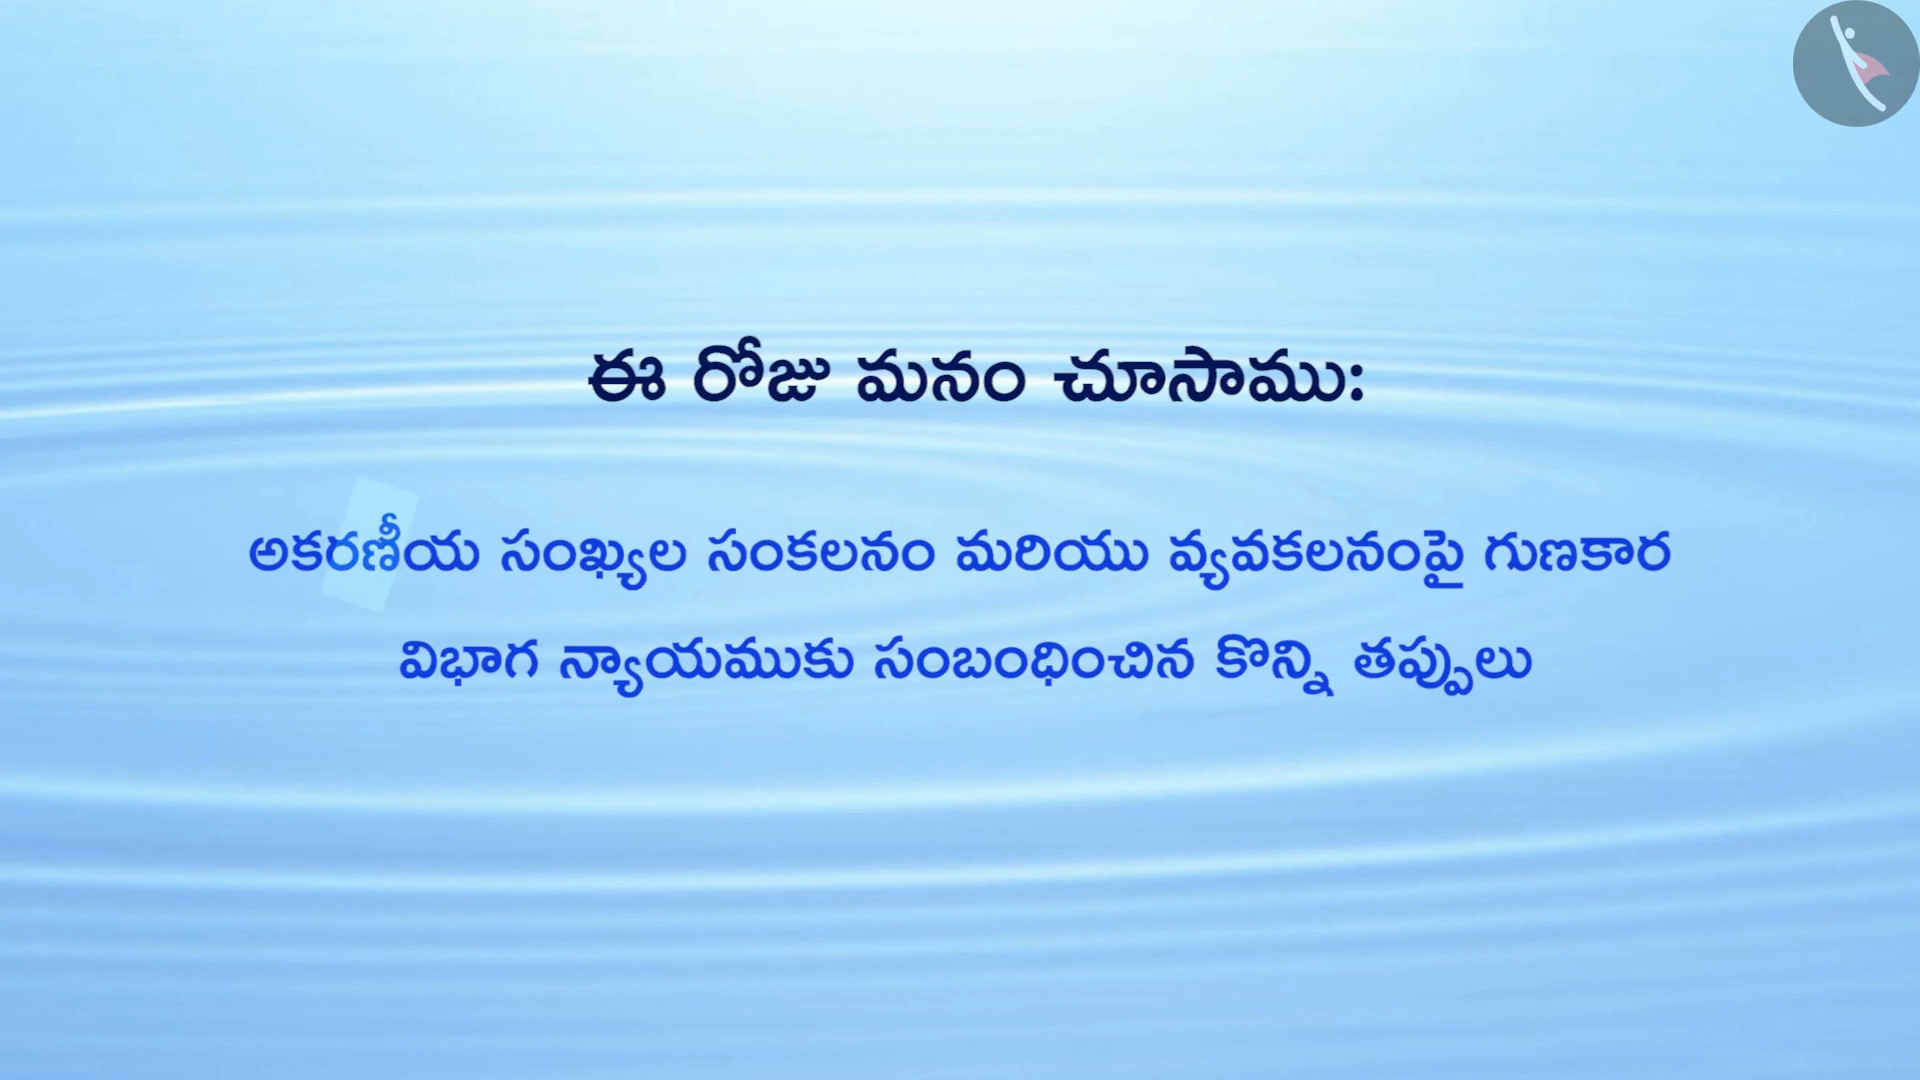 ఈ రోజు మనం చూసాము:
అకరణీయ సంఖ్యల సంకలనం మరియు వ్యవకలనంపై గుణకార
విభాగ న్యాయముకు సంబంధించిన కొన్ని తప్పులు